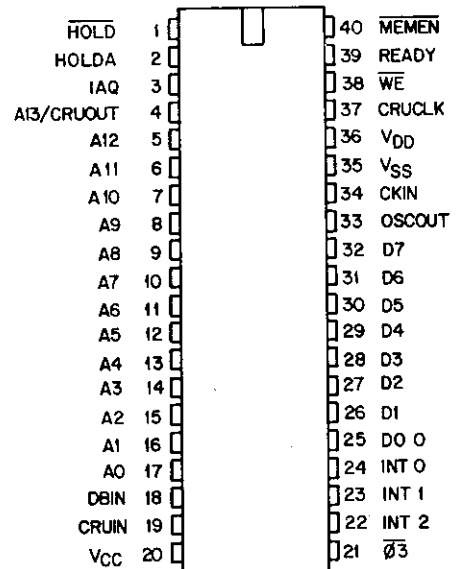 HOLD 1
HOLDA 2
IAQ 3
A13/CRUOUT 4
A12 5
A11 6
A10 7
A9 8
A8 9
A7 10
A6 11
A5 12
A4 13
A3 14
A2 15
A1 16
A0 17
DBIN 18
CRUIN 19
VCC 20
40 MEMEN
39 READY
38 WE
37 CRUCLK
36 VDD
35 VSS
34 CKIN
33 OSCOUT
32 D7
31 D6
30 D5
29 D4
28 D3
27 D2
26 D1
25 DO 0
24 INT 0
23 INT 1
22 INT 2
21 Ø3